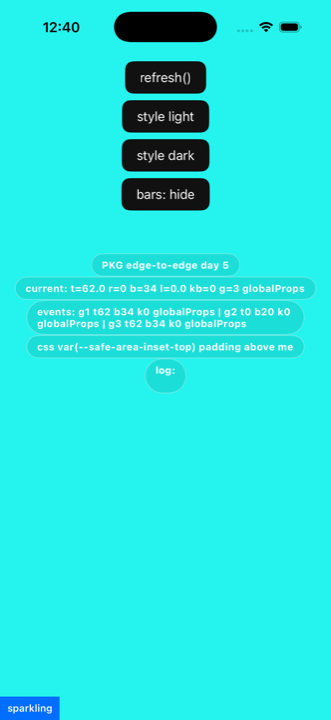 12:40
refresh()
style light
style dark
bars: hide
PKG edge-to-edge day 5
current: t=62.0 r=0 b=34 l=0.0 kb=0 g=3 globalProps
events: g1 t62 b34 k0 globalProps | g2 t0 b20 k0
globalProps | g3 t62 b34 k0 globalProps
css var(--safe-area-inset-top) padding above me
log:
sparkling